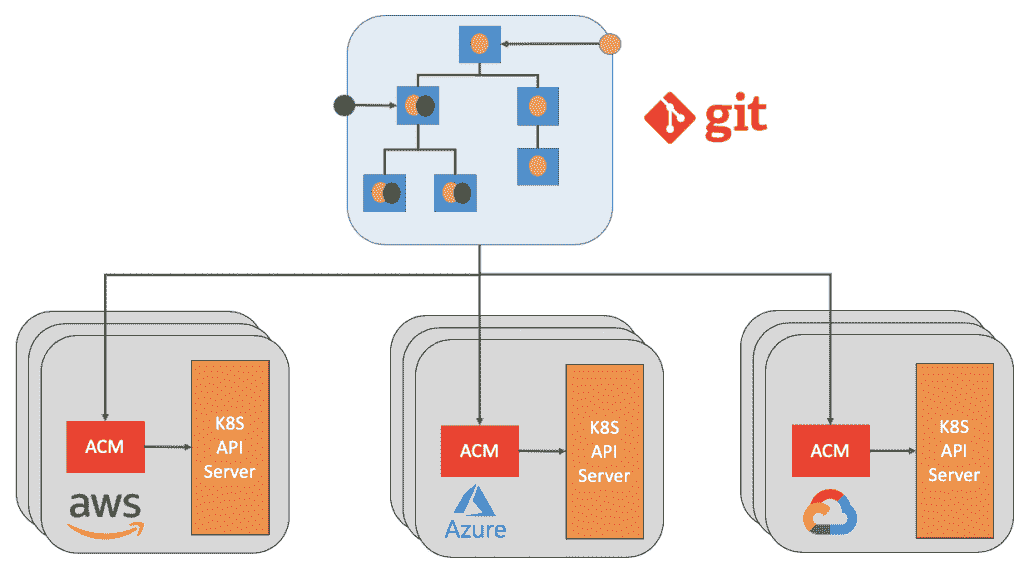 git
ACM
K8S
API
Server
aws
ACM
K8S
API
Server
Azure
ACM
K8S
API
Server